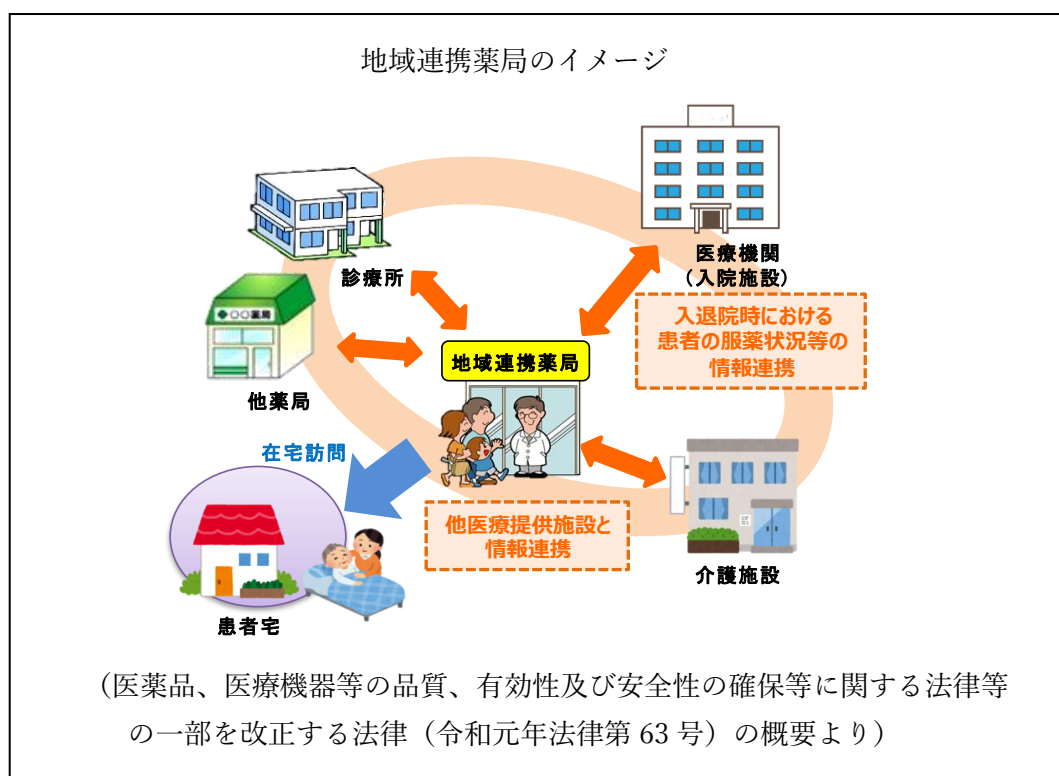 地域連携薬局のイメージ
診療所
医療機関
（入院施設）
入退院時における
患者の服薬状況等の
情報連携
〇〇薬局
他薬局
地域連携薬局
在宅訪問
患者宅
他医療提供施設と
情報連携
介護施設
（医薬品、医療機器等の品質、有効性及び安全性の確保等に関する法律等
の一部を改正する法律（令和元年法律第 63 号）の概要より）